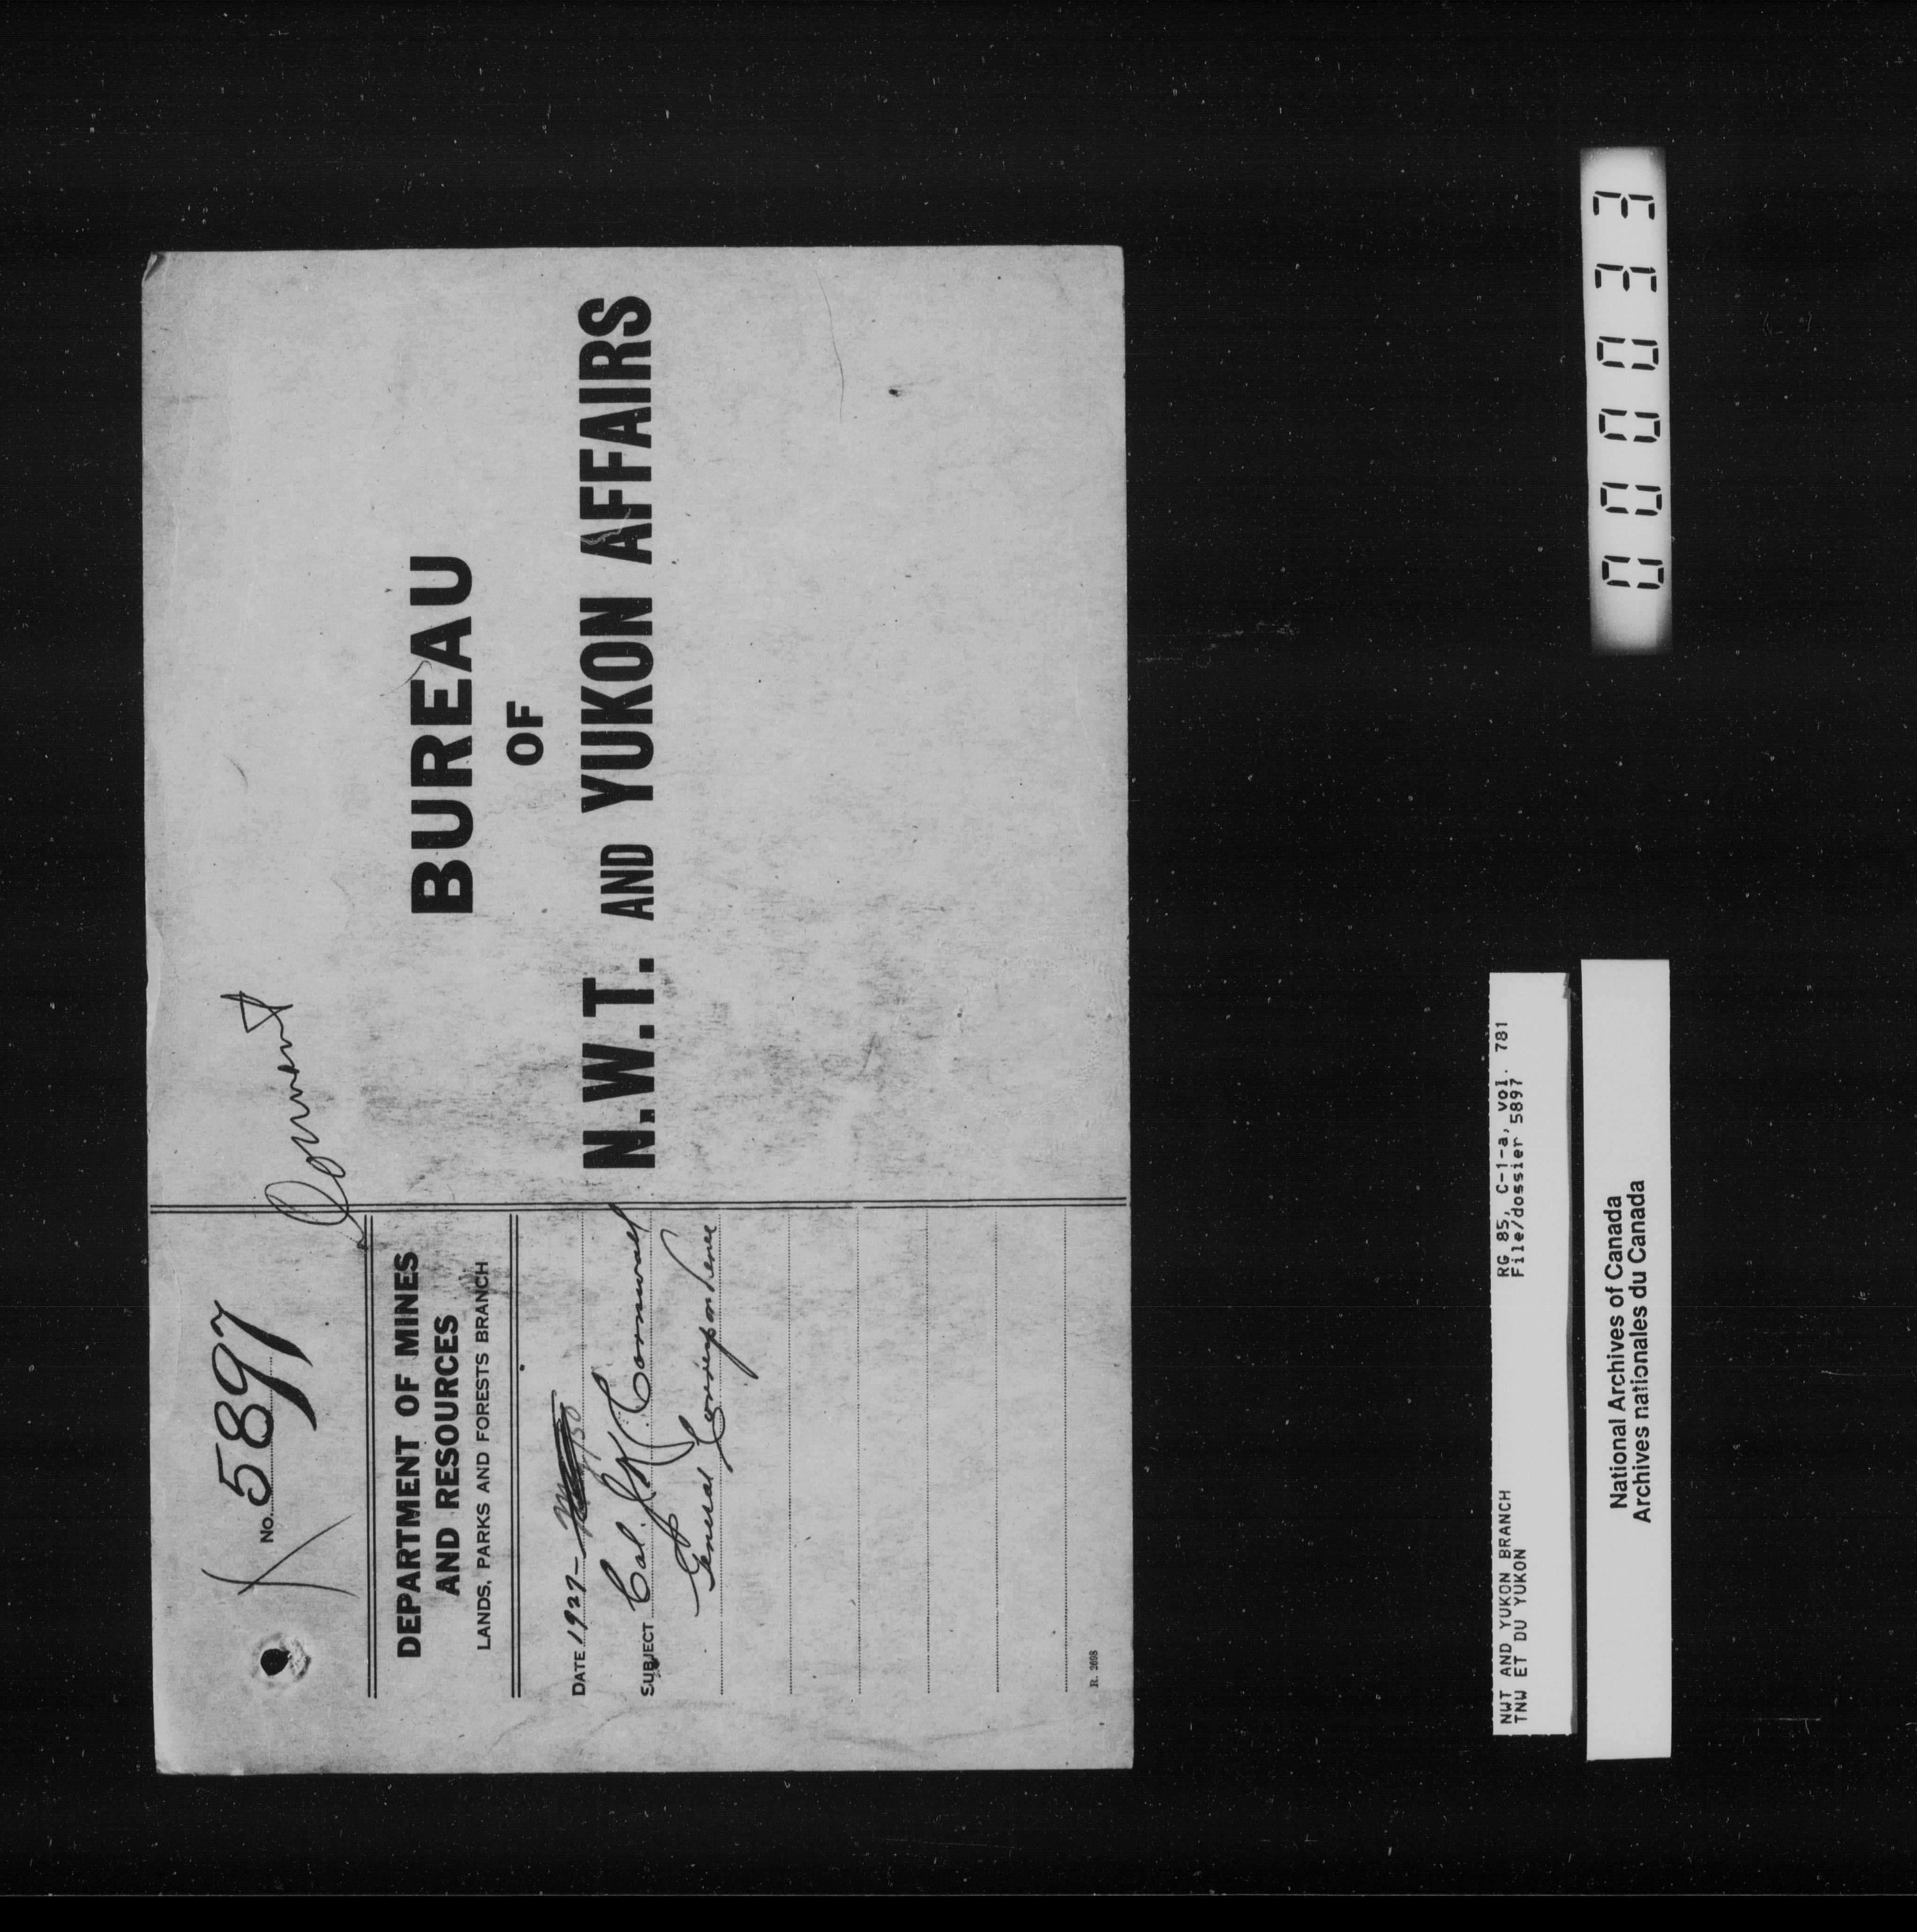 No. 5897
DEPARTMENT OF MINES
AND RESOURCES
LANDS, PARKS AND FORESTS BRANCH
DATE 1927-
SUBJECT Col. J.K. Cornwall
General Correspondence
R. 2698
BUREAU
OF
N.W.T. AND YUKON AFFAIRS
NWT AND YUKON BRANCH
TNW ET DU YUKON
RG 85, C-1-a, vol. 781
File/dossier 5897
National Archives of Canada
Archives nationales du Canada
000033